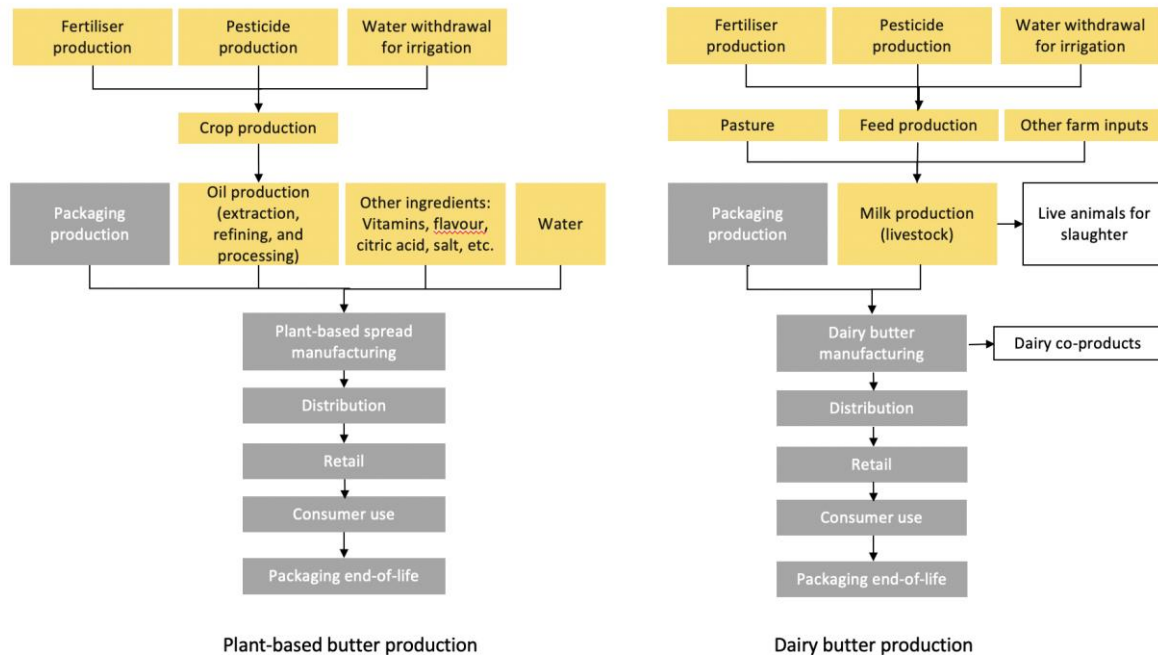 Fertiliser
production
Pesticide
production
Water withdrawal
for irrigation
Crop production
Packaging
production
Oil production
(extraction,
refining, and
processing)
Other ingredients:
Vitamins, flavour,
citric acid, salt, etc.
Water
Plant-based spread
manufacturing
Distribution
Retail
Consumer use
Packaging end-of-life
Plant-based butter production
Fertiliser
production
Pesticide
production
Water withdrawal
for irrigation
Pasture
Feed production
Other farm inputs
Packaging
production
Milk production
(livestock)
Live animals for
slaughter
Dairy butter
manufacturing
Dairy co-products
Distribution
Retail
Consumer use
Packaging end-of-life
Dairy butter production